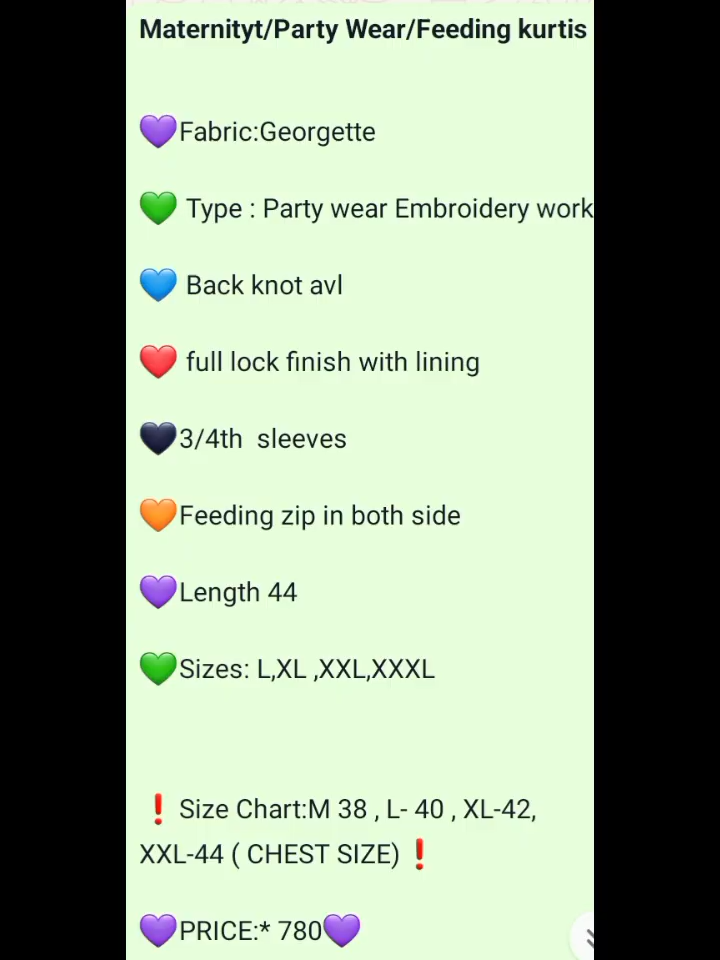 Maternityt/Party Wear/Feeding kurtis
💜Fabric:Georgette
💚 Type : Party wear Embroidery work
💙 Back knot avl
❤️ full lock finish with lining
🖤3/4th  sleeves
🧡Feeding zip in both side
💜Length 44
💚Sizes: L,XL ,XXL,XXXL
❗ Size Chart:M 38 , L- 40 , XL-42,
XXL-44 ( CHEST SIZE) ❗
💜PRICE:* 780💜